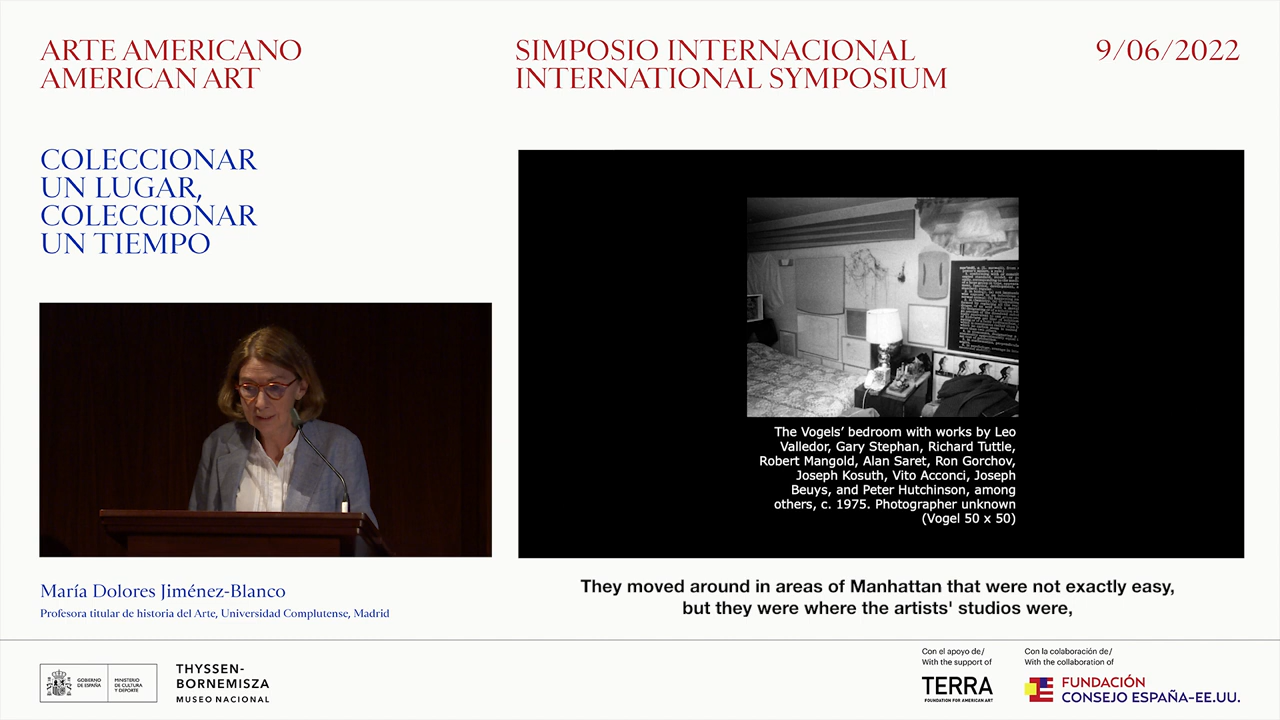 ARTE AMERICANO
AMERICAN ART
SIMPOSIO INTERNACIONAL
INTERNATIONAL SYMPOSIUM
9/06/2022
COLECCIONAR
UN LUGAR,
COLECCIONAR
UN TIEMPO
The Vogels’ bedroom with works by Leo
Valledor, Gary Stephan, Richard Tuttle,
Robert Mangold, Alan Saret, Ron Gorchov,
Joseph Kosuth, Vito Acconci, Joseph
Beuys, and Peter Hutchinson, among
others, c. 1975. Photographer unknown
(Vogel 50 x 50)
María Dolores Jiménez-Blanco
Profesora titular de historia del Arte, Universidad Complutense, Madrid
They moved around in areas of Manhattan that were not exactly easy,
but they were where the artists' studios were,
GOBIERNO
DE ESPAÑA
MINISTERIO
DE CULTURA
Y DEPORTE
THYSSEN-
BORNEMISZA
MUSEO NACIONAL
Con el apoyo de/
With the support of
TERRA
FOUNDATION FOR AMERICAN ART
Con la colaboración de/
With the collaboration of
FUNDACIÓN
CONSEJO ESPAÑA-EE.UU.